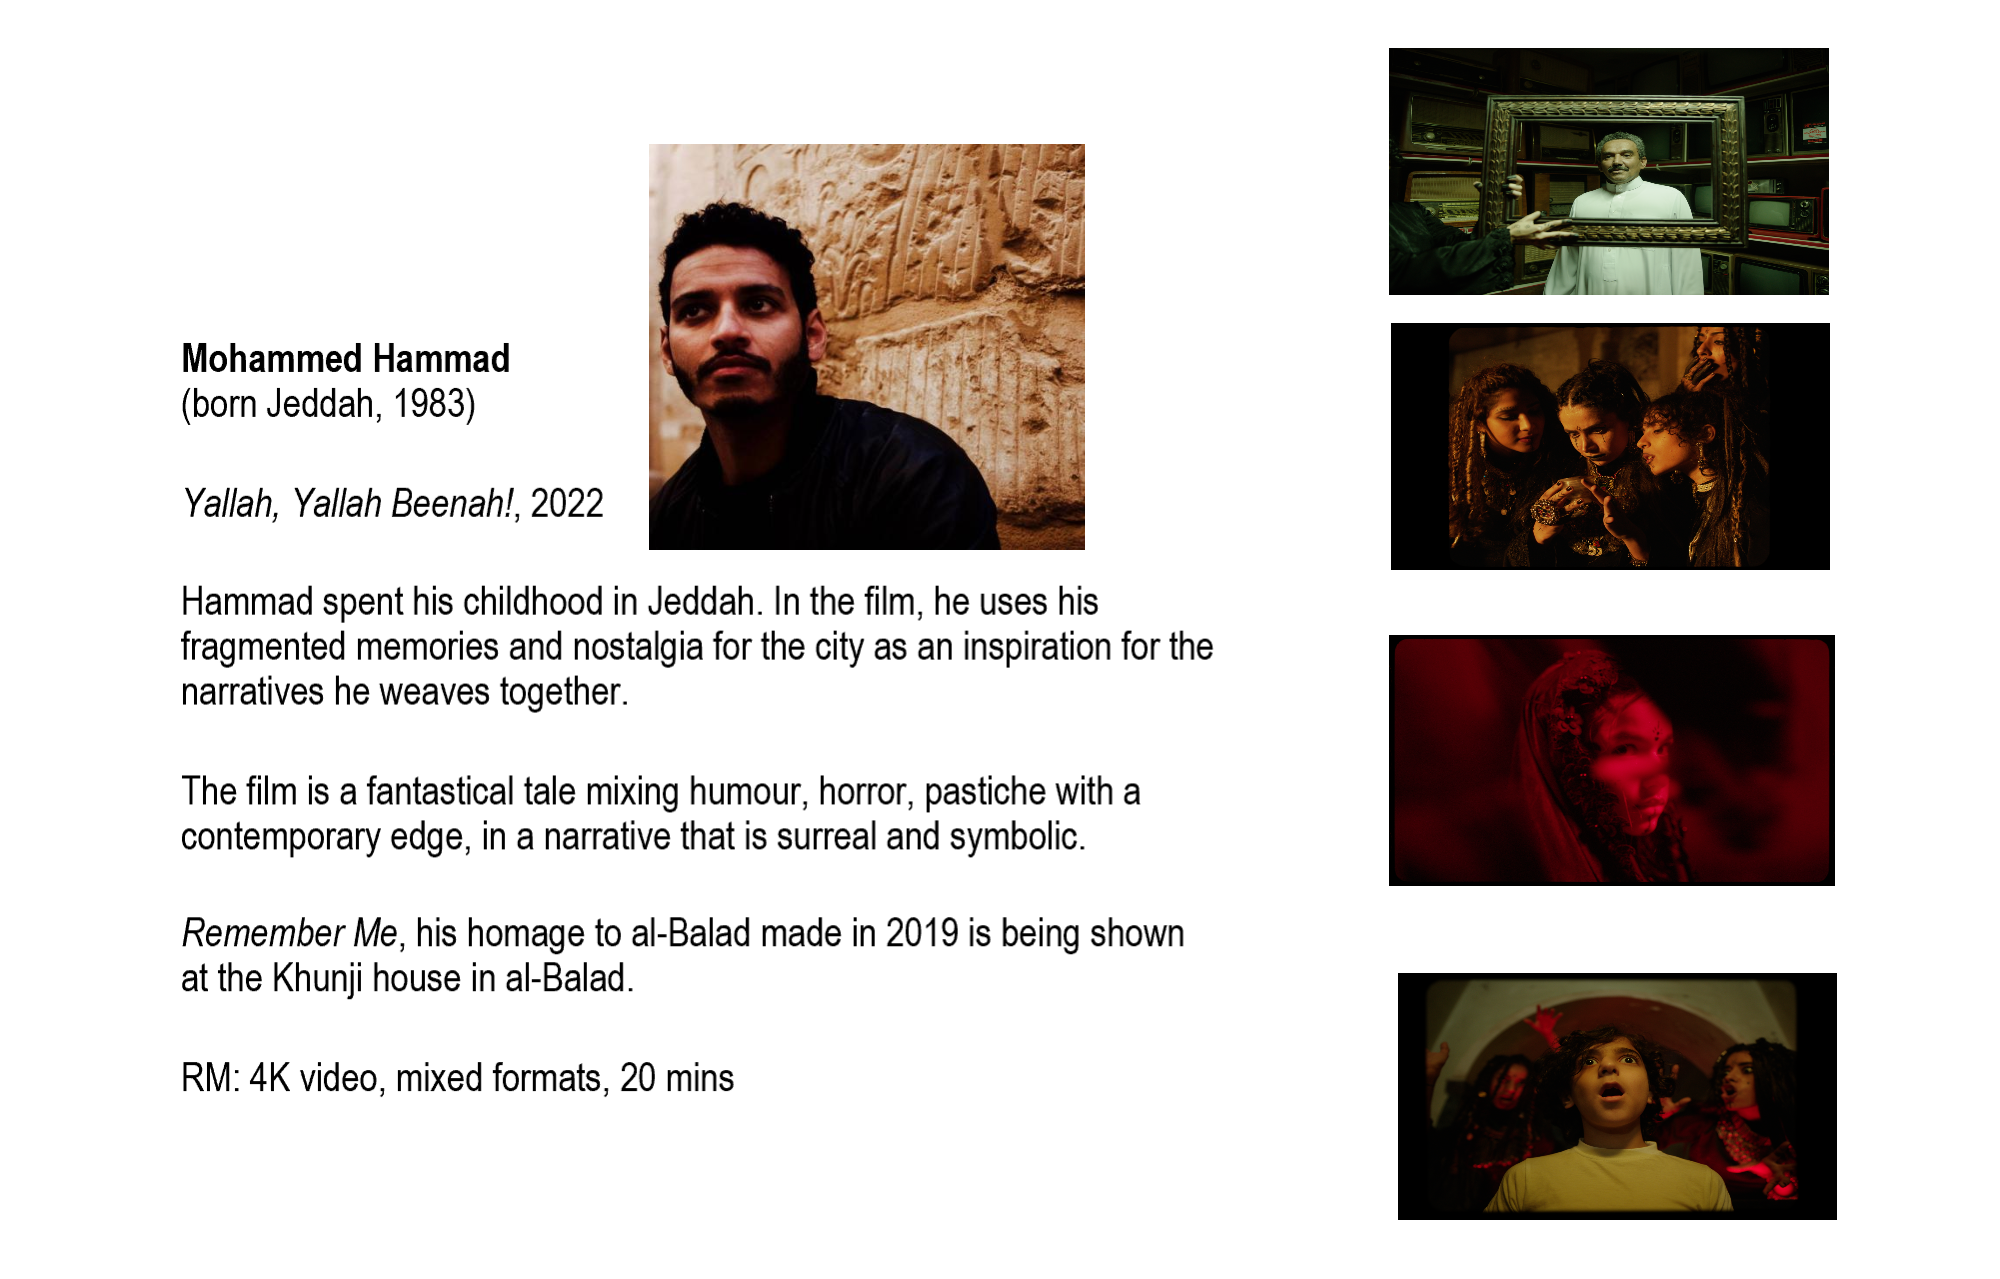 Mohammed Hammad
(born Jeddah, 1983)
Yallah, Yallah Beenah!, 2022
Hammad spent his childhood in Jeddah. In the film, he uses his
fragmented memories and nostalgia for the city as an inspiration for the
narratives he weaves together.
The film is a fantastical tale mixing humour, horror, pastiche with a
contemporary edge, in a narrative that is surreal and symbolic.
Remember Me, his homage to al-Balad made in 2019 is being shown
at the Khunji house in al-Balad.
RM: 4K video, mixed formats, 20 mins